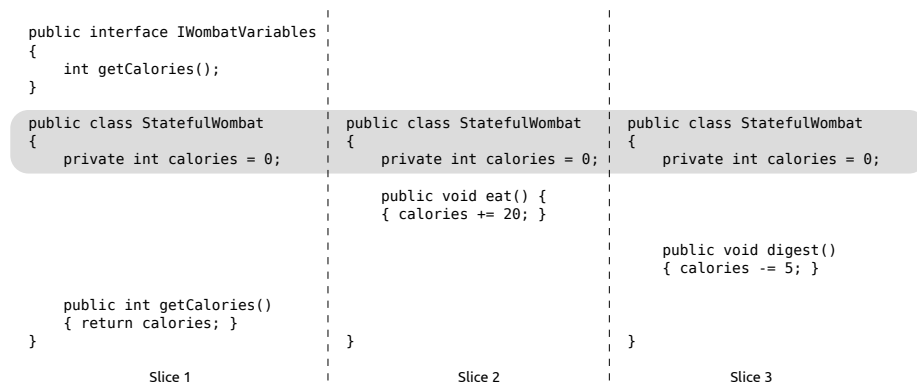 public interface IWombatVariables
{
    int getCalories();
}
public class StatefulWombat
{
    private int calories = 0;
    public int getCalories()
    { return calories; }
}
Slice 1
public class StatefulWombat
{
    private int calories = 0;
    public void eat() {
    { calories += 20; }
}
Slice 2
public class StatefulWombat
{
    private int calories = 0;
    public void digest()
    { calories -= 5; }
}
Slice 3